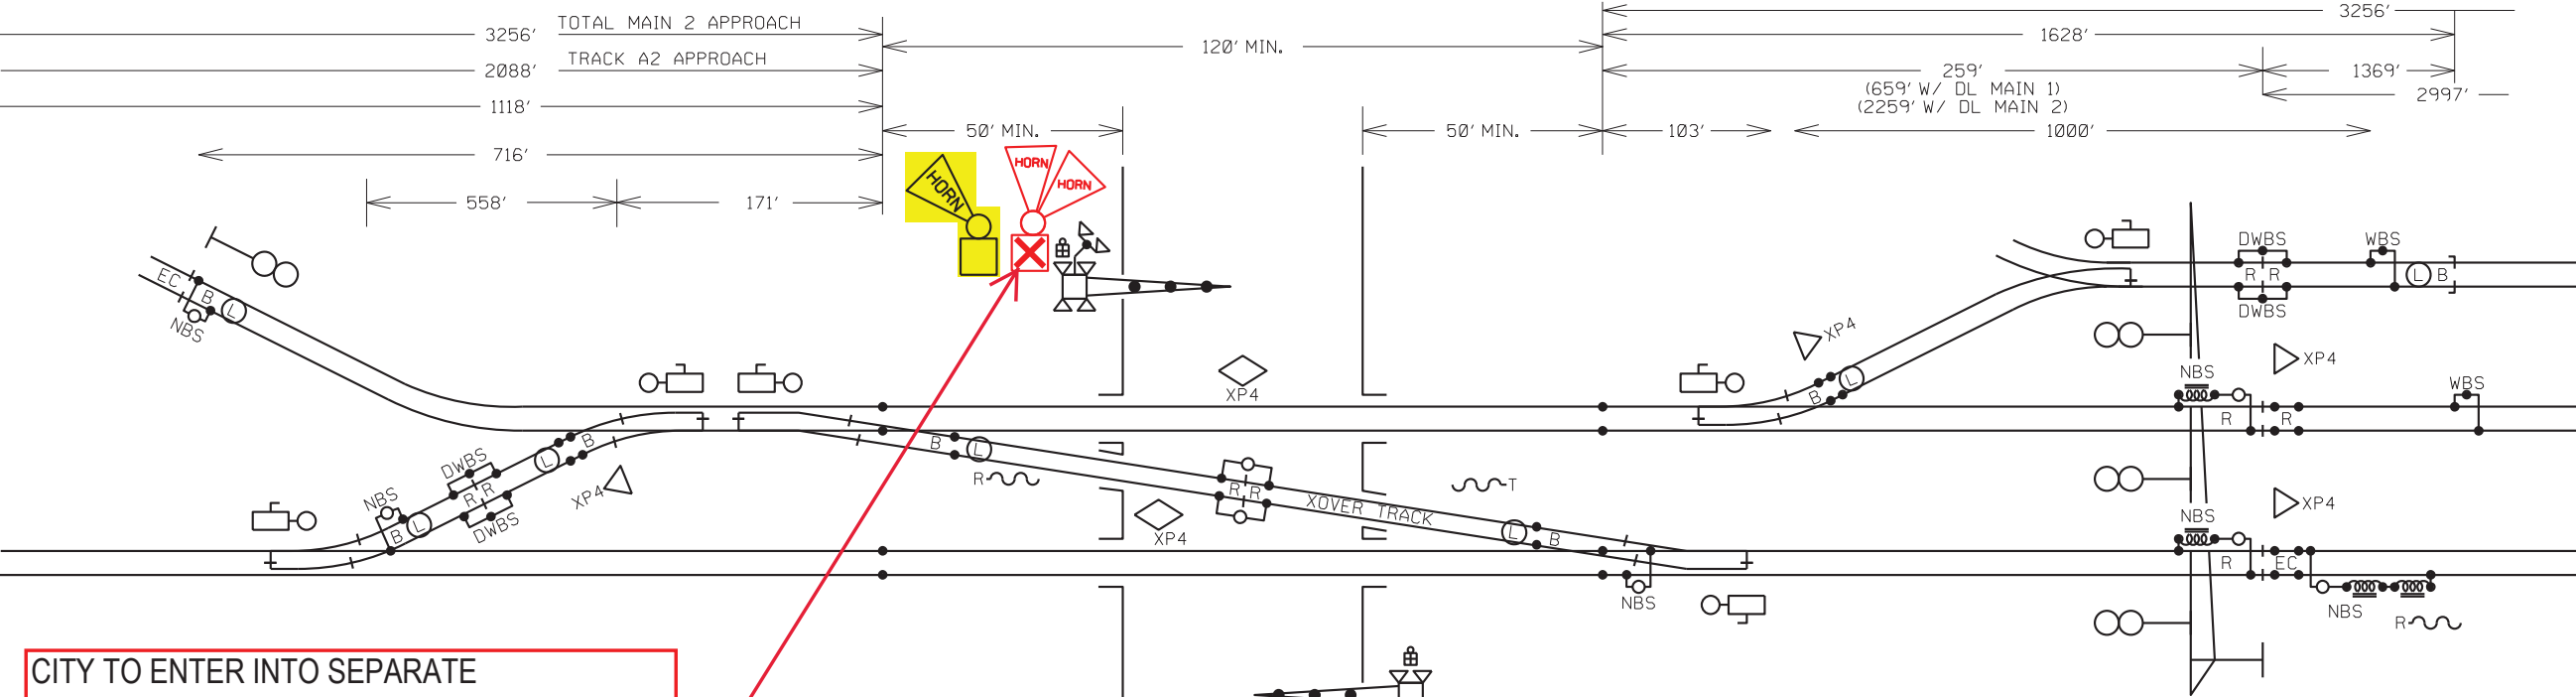 TOTAL MAIN 2 APPROACH
3256'
3256'
120' MIN.
1628'
TRACK A2 APPROACH
2088'
259'
1369'
(659' W/ DL MAIN 1)
2997'
1118'
(2259' W/ DL MAIN 2)
50' MIN.
50' MIN.
103'
1000'
716'
HORN
HORN
HORN
558'
171'
DWBS
WBS
EC
B
L
R R
L B
NBS
DWBS
XP4
XP4
NBS
XP4
L
B
WBS
R
R
B
L
B
L
DWBS
R R
XP4
R
R R
T
XOVER TRACK
NBS
XP4
XP4
NBS
B
L
DWBS
L
B
R
EC
NBS
NBS
R
CITY TO ENTER INTO SEPARATE